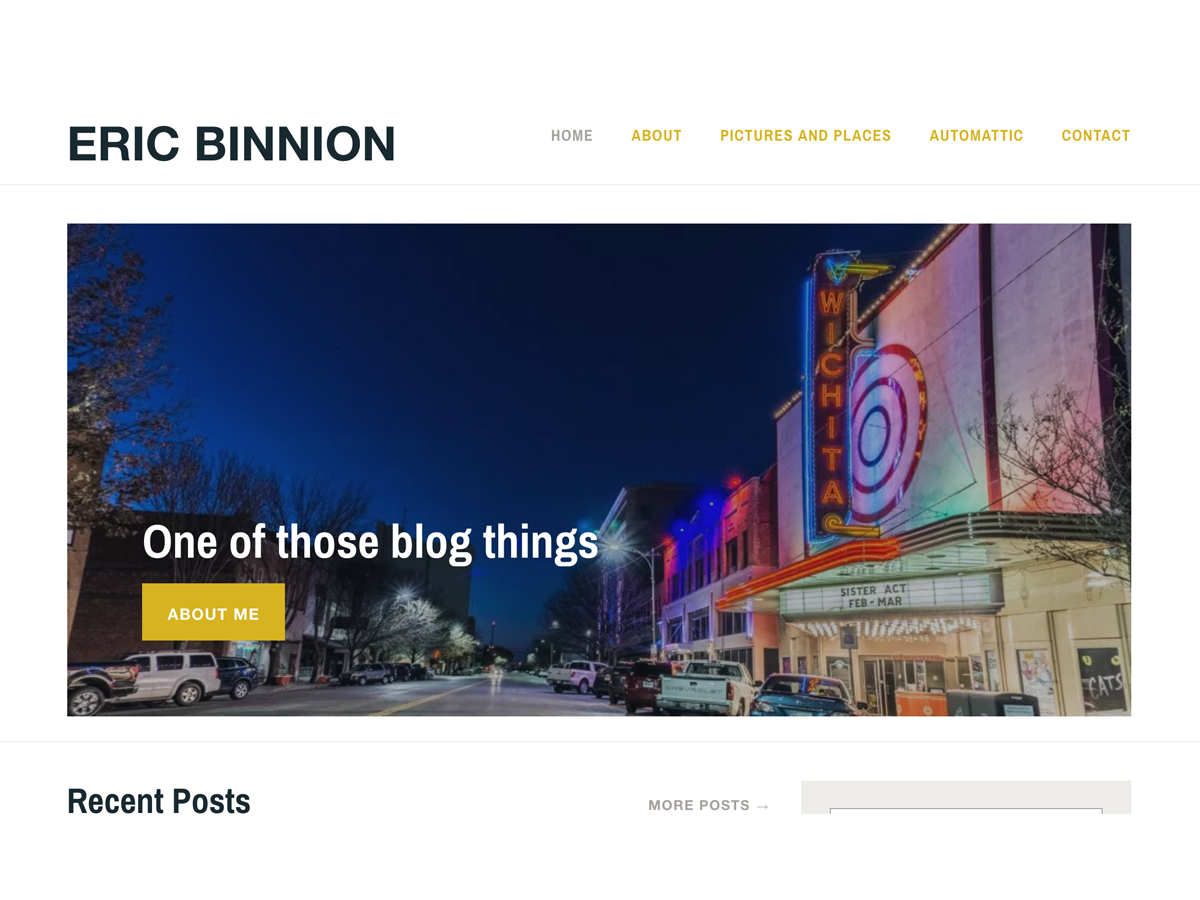 ERIC BINNION
HOME ABOUT PICTURES AND PLACES AUTOMATTIC CONTACT
WICHITA
SISTER ACT
FEB - MAR
One of those blog things
ABOUT ME
CHEVROLET
CATS
Recent Posts
MORE POSTS →